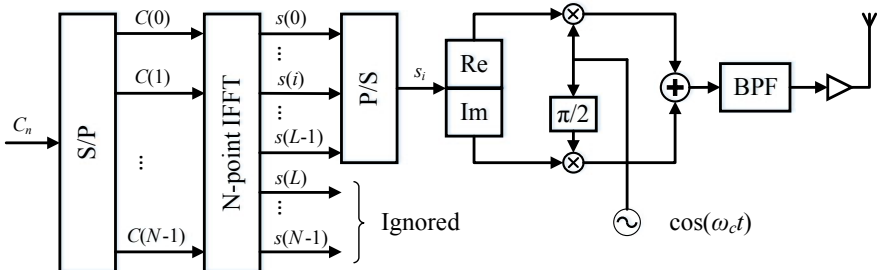 C_n
S/P
C(0)
C(1)
...
C(N-1)
N-point IFFT
s(0)
...
s(i)
...
s(L-1)
s(L)
...
s(N-1)
Ignored
P/S
s_i
Re
Im
π/2
cos(ω_c t)
BPF